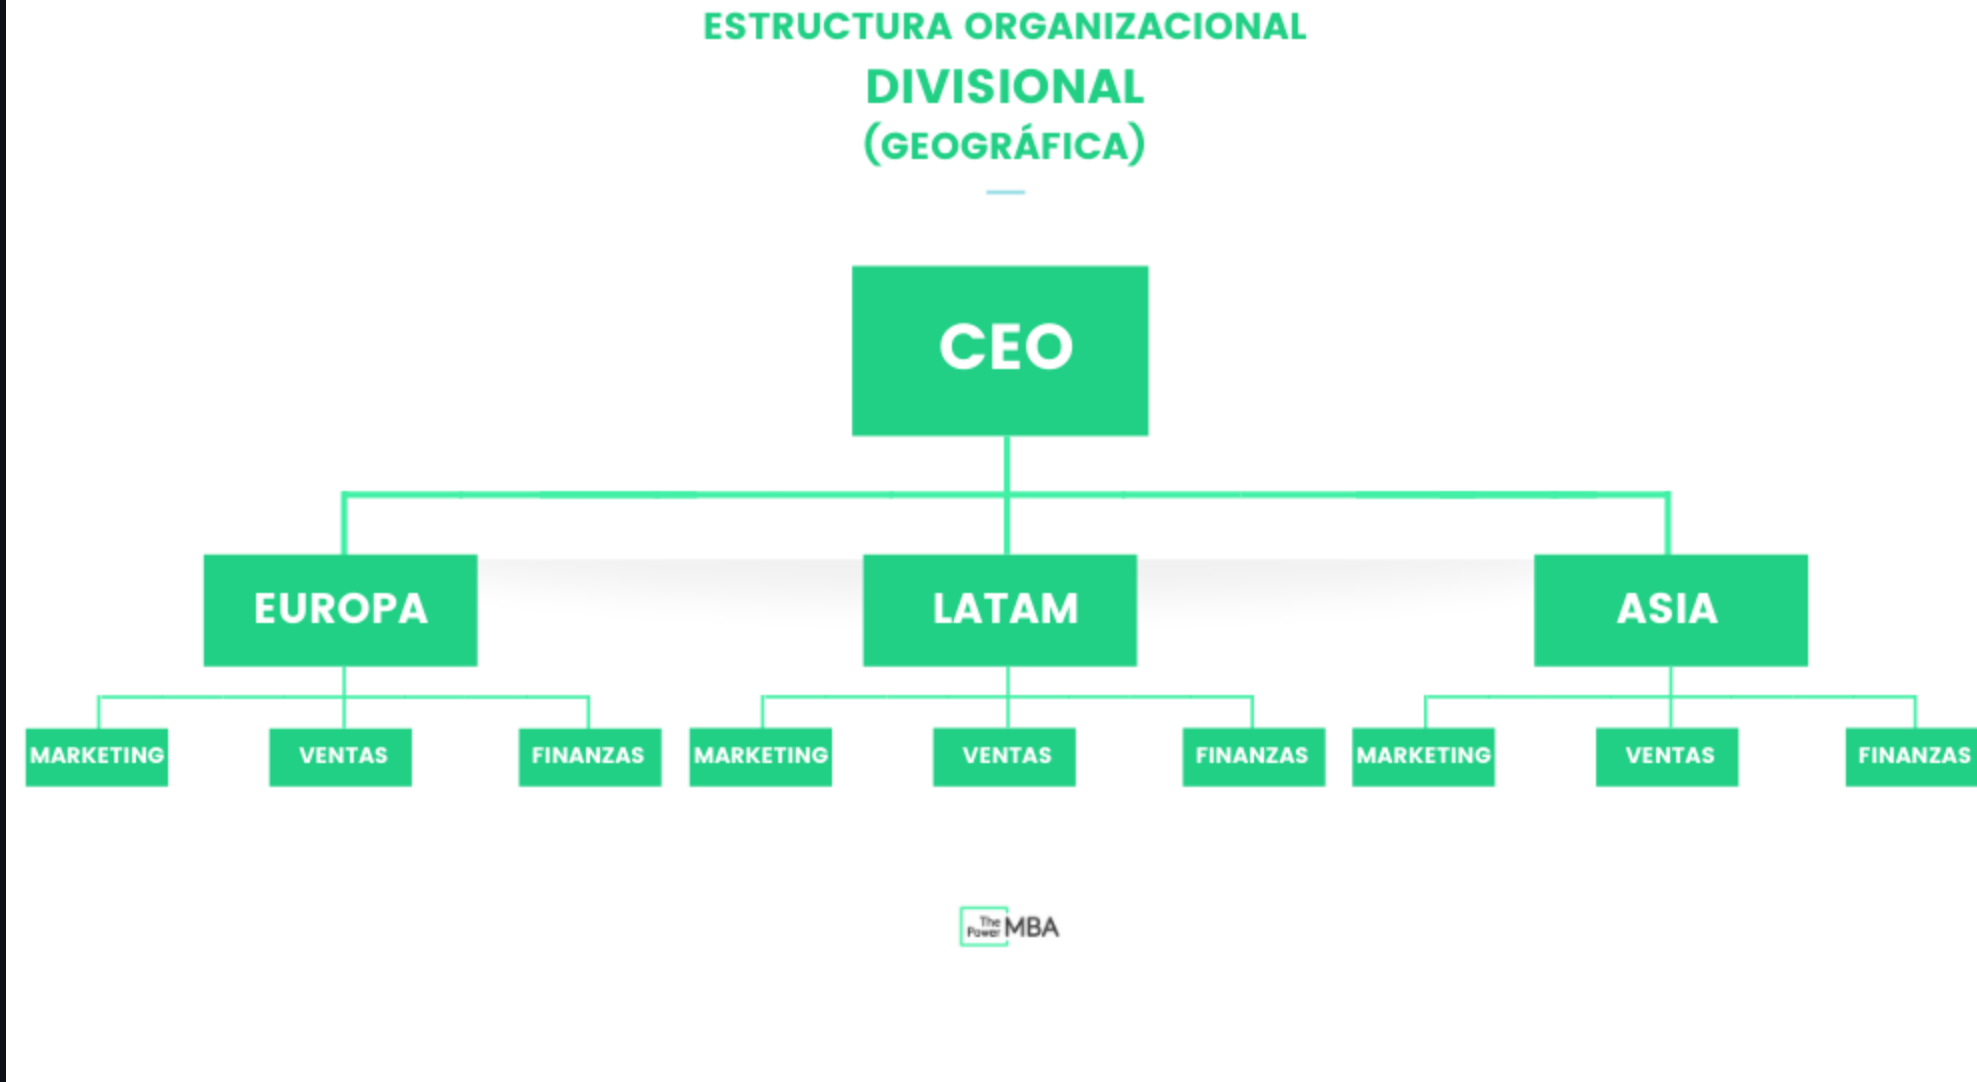 ESTRUCTURA ORGANIZACIONAL
DIVISIONAL
(GEOGRÁFICA)
CEO
EUROPA
LATAM
ASIA
MARKETING
VENTAS
FINANZAS
MARKETING
VENTAS
FINANZAS
MARKETING
VENTAS
FINANZAS
The
Power MBA